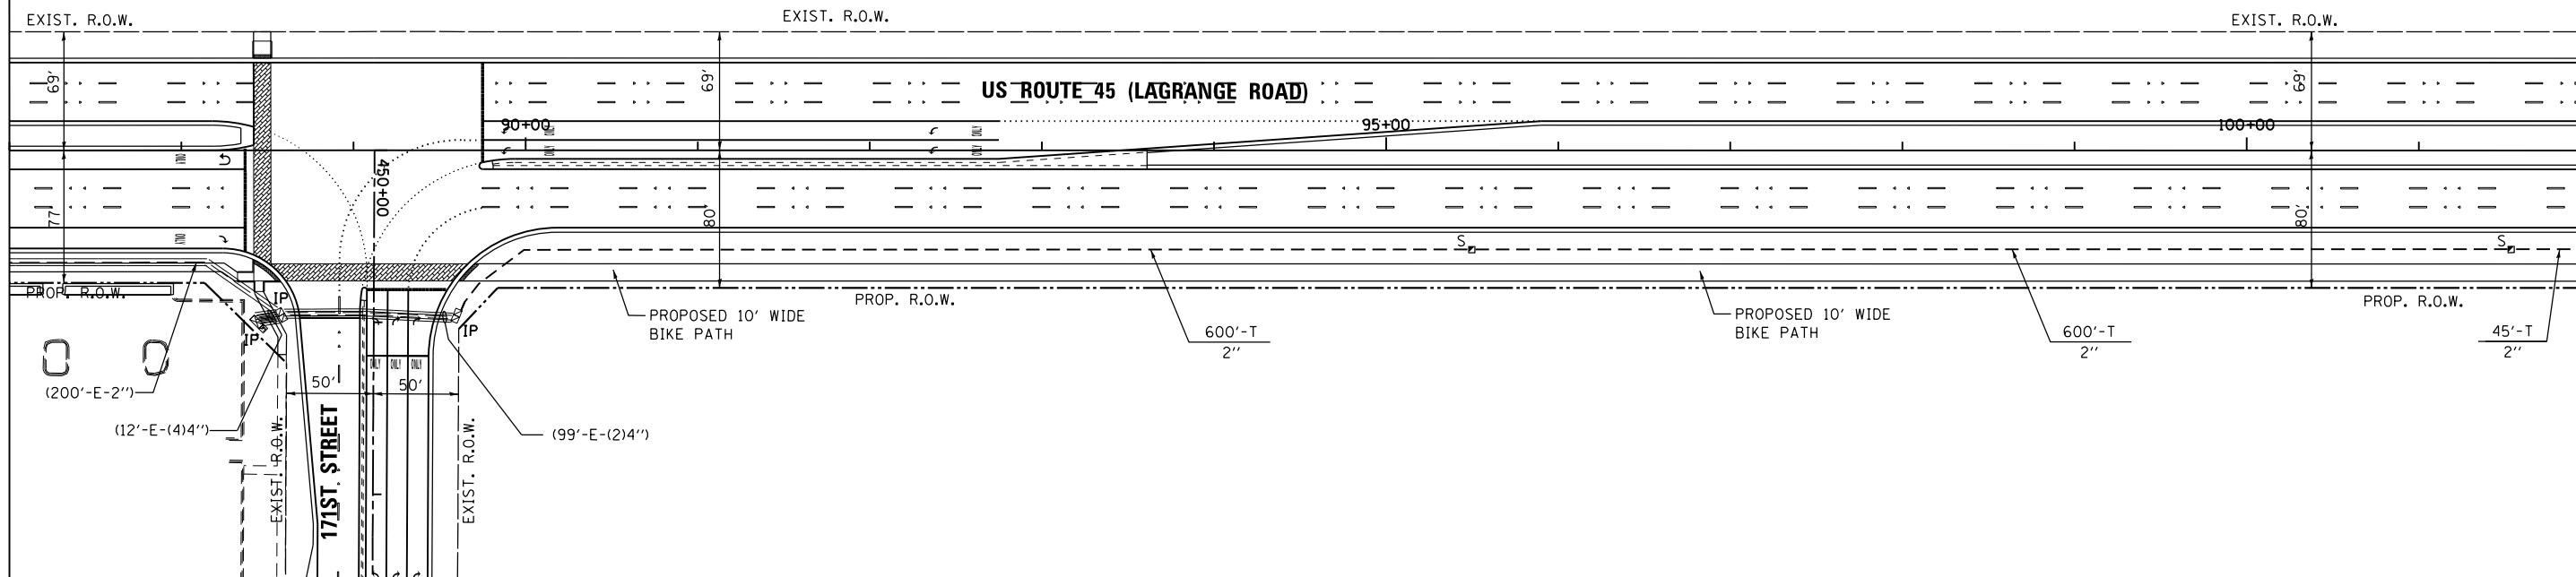 EXIST. R.O.W.
EXIST. R.O.W.
EXIST. R.O.W.
69'
69'
69'
US ROUTE 45 (LAGRANGE ROAD)
90+00
95+00
100+00
ONLY
ONLY
ONLY
ONLY
ONLY
450+00
77'
80'
80'
ONLY
S
S
PROP. R.O.W.
IP
PROP. R.O.W.
PROP. R.O.W.
IP
IP
PROPOSED 10' WIDE
BIKE PATH
PROPOSED 10' WIDE
BIKE PATH
600'-T
2''
600'-T
2''
45'-T
2''
ONLY
ONLY
ONLY
50'
50'
(200'-E-2'')
(12'-E-(4)4'')
(99'-E-(2)4'')
EXIST. R.O.W.
171ST STREET
EXIST. R.O.W.